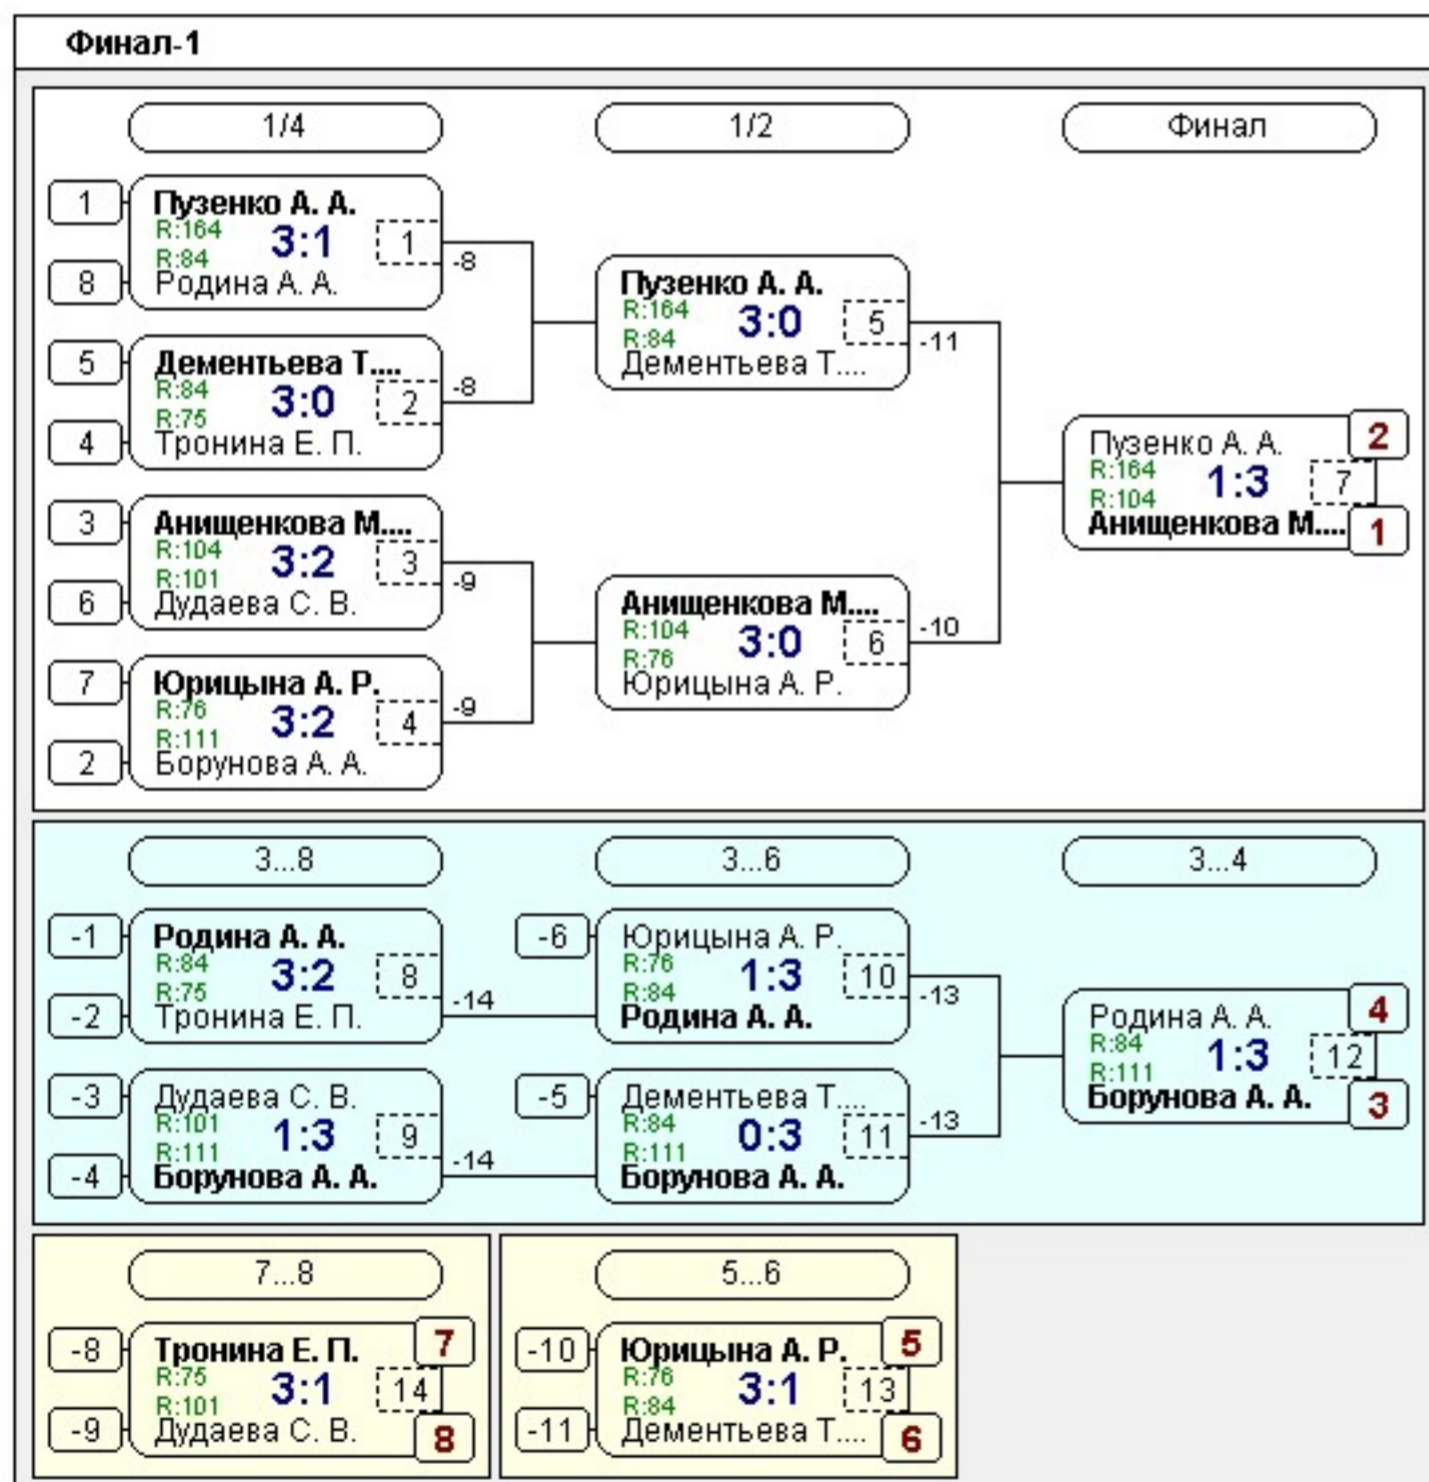 Финал-1
1/4
1/2
Финал
1
Пузенко А. А.
R:164
3:1
1
R:84
8
Родина А. А.
-8
5
Дементьева Т....
R:84
3:0
2
R:75
4
Тронина Е. П.
-8
3
Анищенкова М....
R:104
3:2
3
R:101
6
Дудаева С. В.
-9
7
Юрицына А. Р.
R:76
3:2
4
R:111
2
Борунова А. А.
-9
Пузенко А. А.
R:164
3:0
5
R:84
Дементьева Т....
-11
Анищенкова М....
R:104
3:0
6
R:76
Юрицына А. Р.
-10
Пузенко А. А.
2
R:164
1:3
7
R:104
Анищенкова М....
1
3...8
3...6
3...4
-1
Родина А. А.
R:84
3:2
8
R:75
-2
Тронина Е. П.
-14
-3
Дудаева С. В.
R:101
1:3
9
R:111
-4
Борунова А. А.
-14
-6
Юрицына А. Р.
R:76
1:3
10
R:84
Родина А. А.
-13
-5
Дементьева Т....
R:84
0:3
11
R:111
Борунова А. А.
-13
Родина А. А.
4
R:84
1:3
12
R:111
Борунова А. А.
3
7...8
-8
Тронина Е. П.
7
R:75
3:1
14
R:101
-9
Дудаева С. В.
8
5...6
-10
Юрицына А. Р.
5
R:76
3:1
13
R:84
-11
Дементьева Т....
6